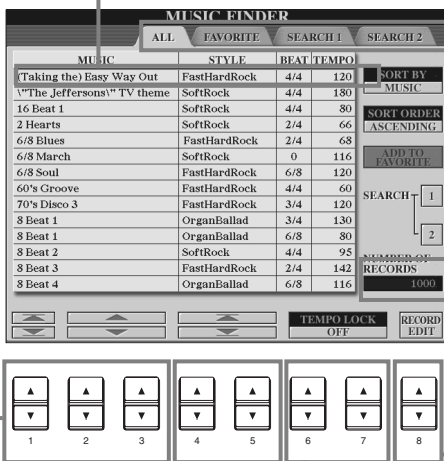 MUSIC FINDER
ALL FAVORITE SEARCH 1 SEARCH 2
MUSIC STYLE BEAT TEMPO
(Taking the) Easy Way Out FastHardRock 4/4 120
\"The Jeffersons\" TV theme SoftRock 4/4 180
16 Beat 1 SoftRock 4/4 80
2 Hearts SoftRock 2/4 66
6/8 Blues FastHardRock 2/4 68
6/8 March SoftRock 0 116
6/8 Soul FastHardRock 6/8 120
60's Groove FastHardRock 4/4 60
70's Disco 3 FastHardRock 3/4 120
8 Beat 1 OrganBallad 3/4 130
8 Beat 1 OrganBallad 6/8 80
8 Beat 2 SoftRock 4/4 95
8 Beat 3 FastHardRock 2/4 142
8 Beat 4 OrganBallad 6/8 116
SORT BY
MUSIC
SORT ORDER
ASCENDING
ADD TO
FAVORITE
SEARCH 1
2
NUMBER OF
RECORDS
1000
TEMPO LOCK
OFF
RECORD
EDIT
1 2 3 4 5 6 7 8